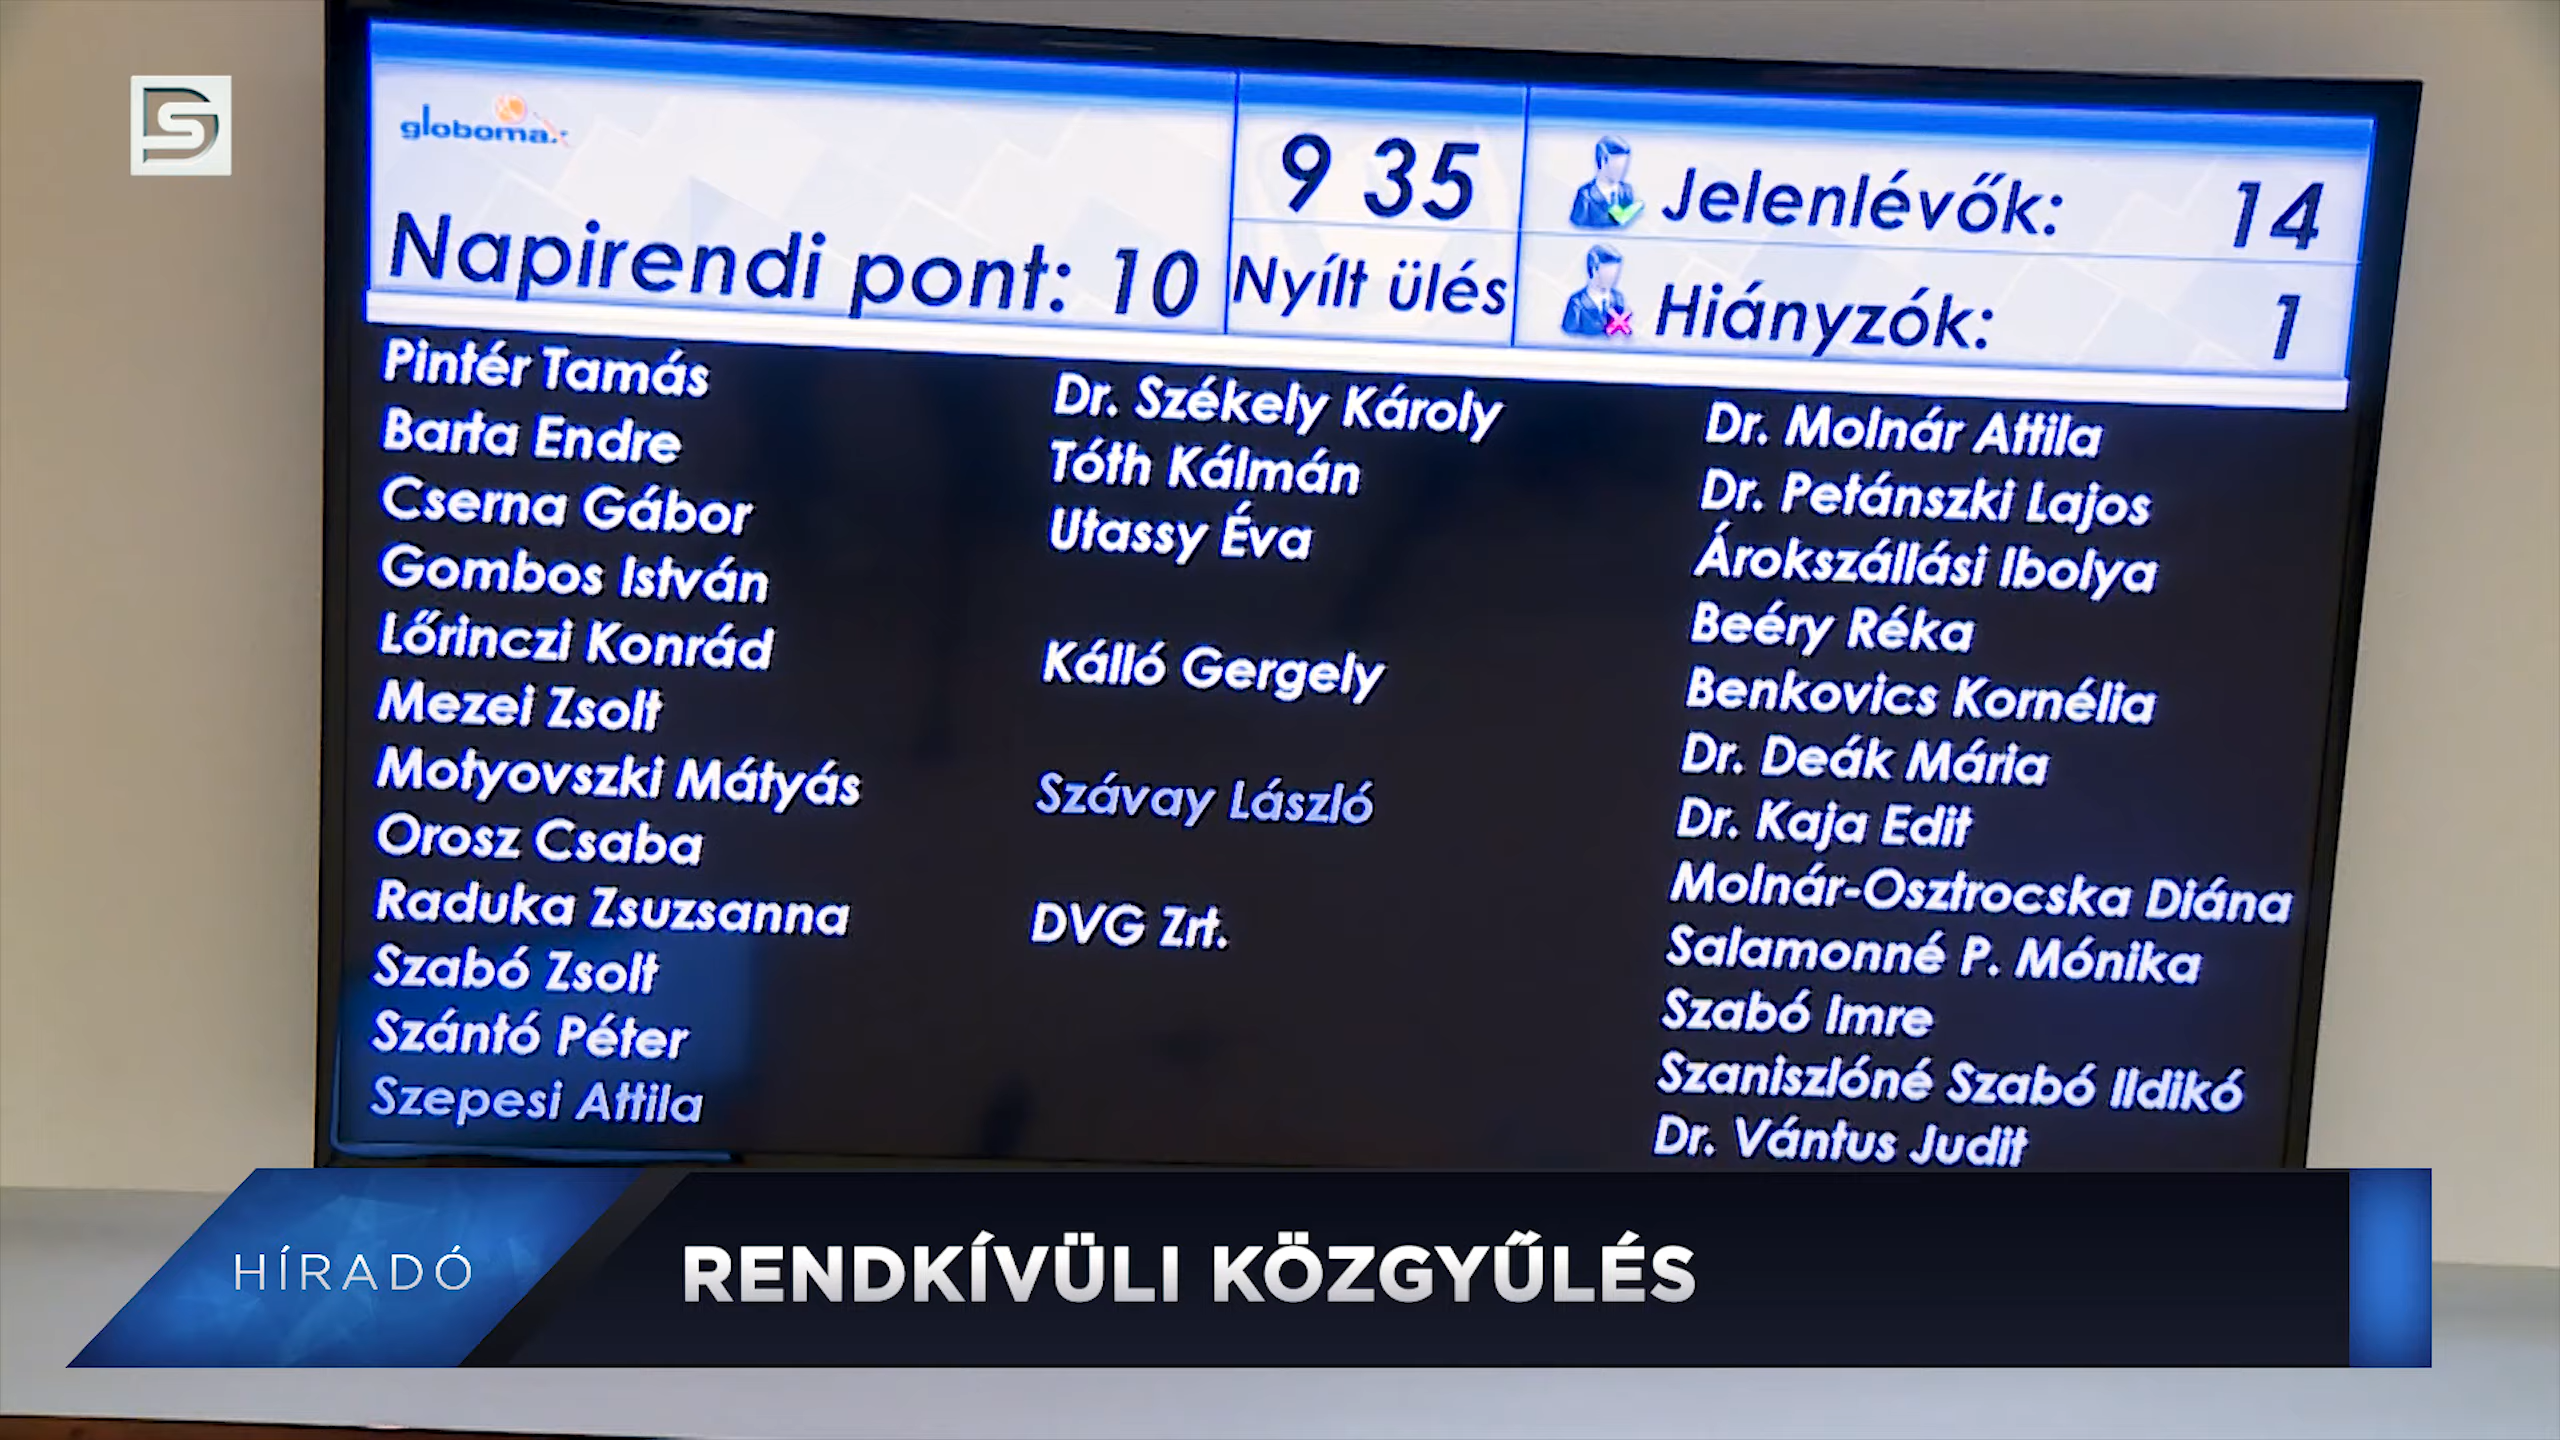 DS
globomax
Napirendi pont: 10
9 35
Nyílt ülés
Jelenlévők: 14
Hiányzók: 1
Pintér Tamás
Barta Endre
Cserna Gábor
Gombos István
Lőrinczi Konrád
Mezei Zsolt
Motyovszki Mátyás
Orosz Csaba
Raduka Zsuzsanna
Szabó Zsolt
Szántó Péter
Szepesi Attila
Dr. Székely Károly
Tóth Kálmán
Utassy Éva
Kálló Gergely
Szávay László
DVG Zrt.
Dr. Molnár Attila
Dr. Petánszki Lajos
Árokszállási Ibolya
Beéry Réka
Benkovics Kornélia
Dr. Deák Mária
Dr. Kaja Edit
Molnár-Osztrocska Diána
Salamonné P. Mónika
Szabó Imre
Szaniszlóné Szabó Ildikó
Dr. Vántus Judit
HÍRADÓ
RENDKÍVÜLI KÖZGYŰLÉS